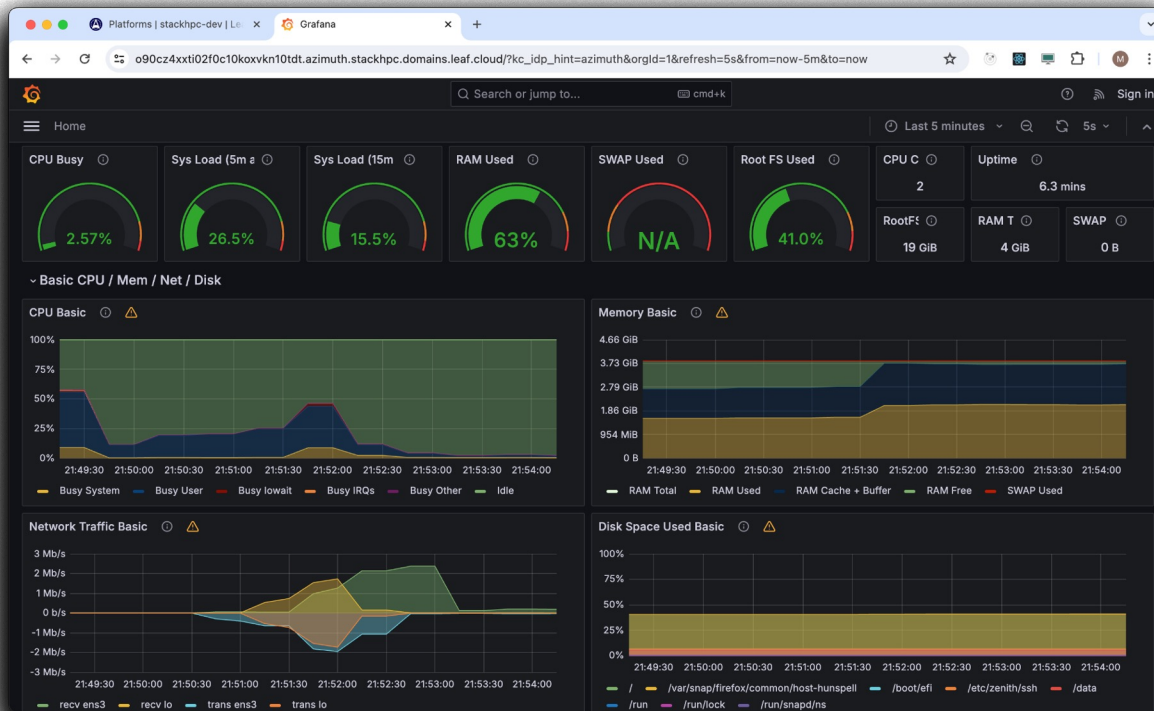 Platforms | stackhpc-dev | Le
Grafana
o90cz4xxti02f0c10koxvkn10tdt.azimuth.stackhpc.domains.leaf.cloud/?kc_idp_hint=azimuth&orgId=1&refresh=5s&from=now-5m&to=now
M
Search or jump to...
cmd+k
Sign in
Home
Last 5 minutes
5s
CPU Busy
Sys Load (5m a
Sys Load (15m
RAM Used
SWAP Used
Root FS Used
CPU C
Uptime
2.57%
26.5%
15.5%
63%
N/A
41.0%
2
6.3 mins
RootFS
RAM T
SWAP
19 GiB
4 GiB
0 B
Basic CPU / Mem / Net / Disk
CPU Basic
100%
75%
50%
25%
0%
21:49:30 21:50:00 21:50:30 21:51:00 21:51:30 21:52:00 21:52:30 21:53:00 21:53:30 21:54:00
Busy System Busy User Busy Iowait Busy IRQs Busy Other Idle
Memory Basic
4.66 GiB
3.73 GiB
2.79 GiB
1.86 GiB
954 MiB
0 B
21:49:30 21:50:00 21:50:30 21:51:00 21:51:30 21:52:00 21:52:30 21:53:00 21:53:30 21:54:00
RAM Total RAM Used RAM Cache + Buffer RAM Free SWAP Used
Network Traffic Basic
3 Mb/s
2 Mb/s
1 Mb/s
0 b/s
-1 Mb/s
-2 Mb/s
-3 Mb/s
21:49:30 21:50:00 21:50:30 21:51:00 21:51:30 21:52:00 21:52:30 21:53:00 21:53:30 21:54:00
recv ens3 recv lo trans ens3 trans lo
Disk Space Used Basic
100%
75%
50%
25%
0%
21:49:30 21:50:00 21:50:30 21:51:00 21:51:30 21:52:00 21:52:30 21:53:00 21:53:30 21:54:00
/ /var/snap/firefox/common/host-hunspell /boot/efi /etc/zenith/ssh /data
/run /run/lock /run/snapd/ns